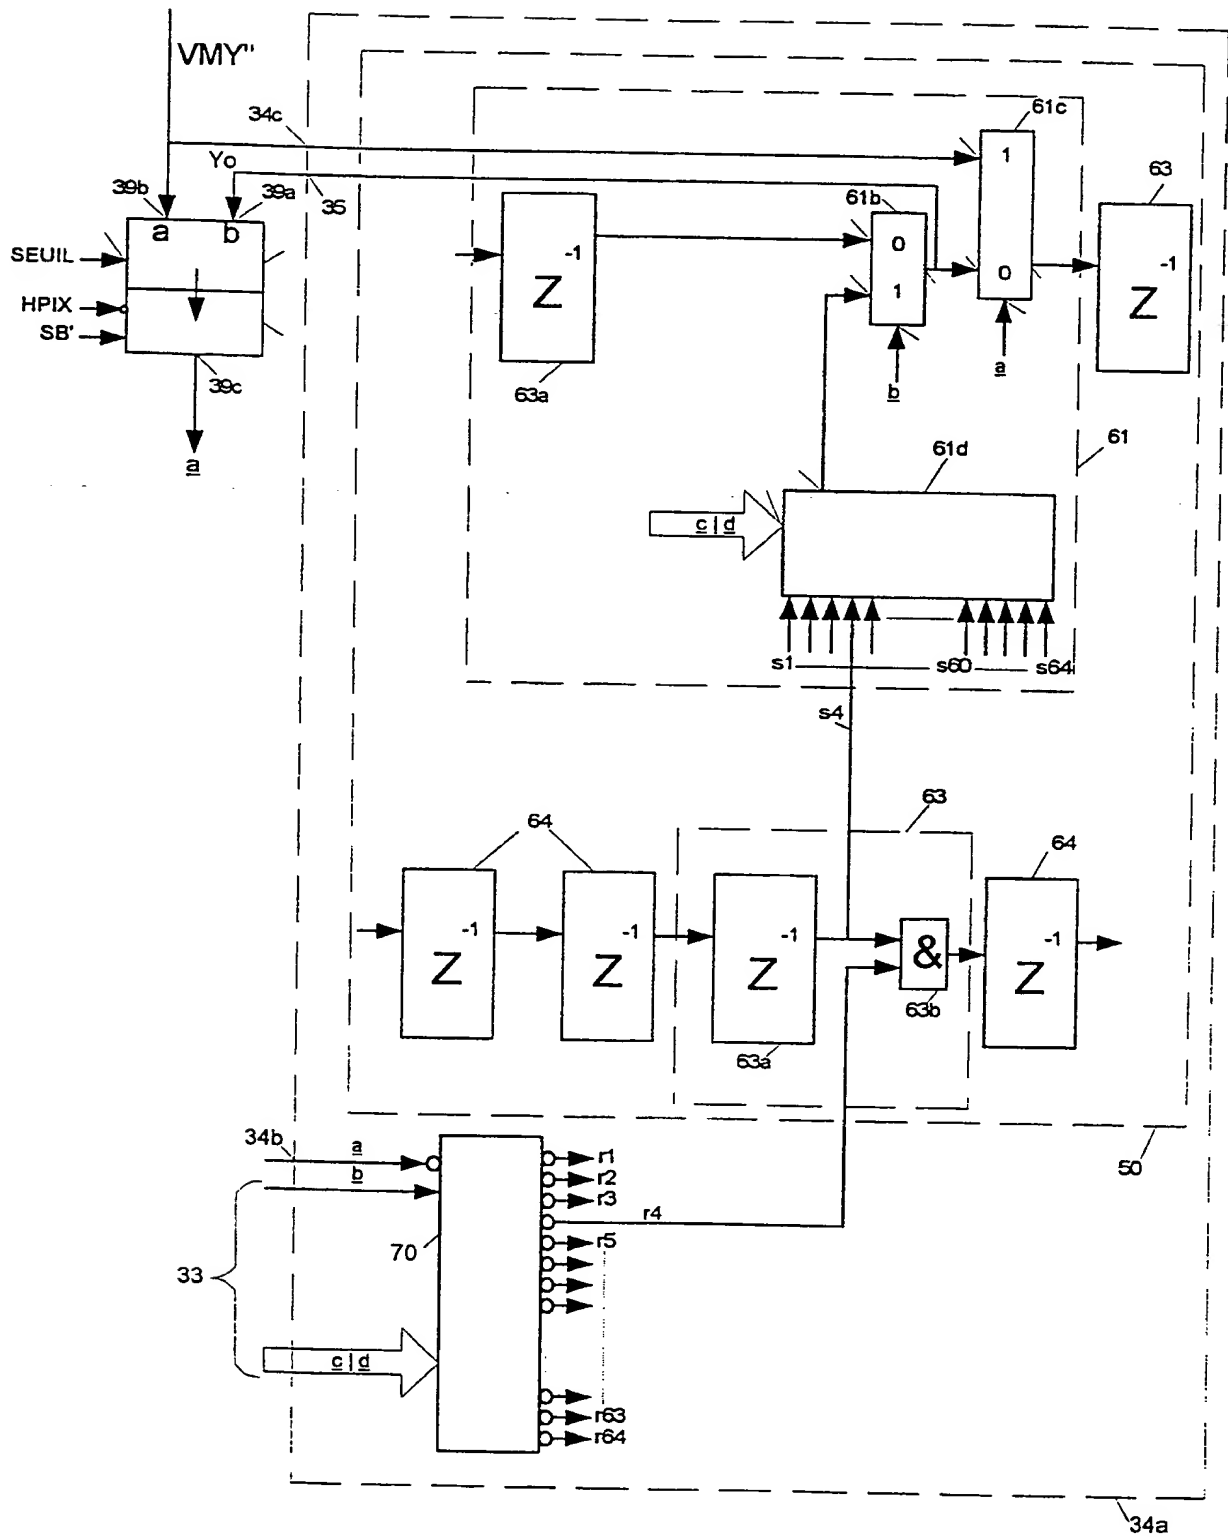 VMY"
34c
61c
1
Yo
63
39b
39a
35
61b
a b
0
Z -1
SEUIL
0
Z -1
1
HPIX
SB'
39c
63a
b
a
a
61d
61
c | d
s1
s60
s64
s4
63
64
64
Z -1
Z -1
Z -1
&
Z -1
63b
63a
34b
a
r1
50
b
r2
r3
r4
70
r5
33
c | d
r63
r64
34a